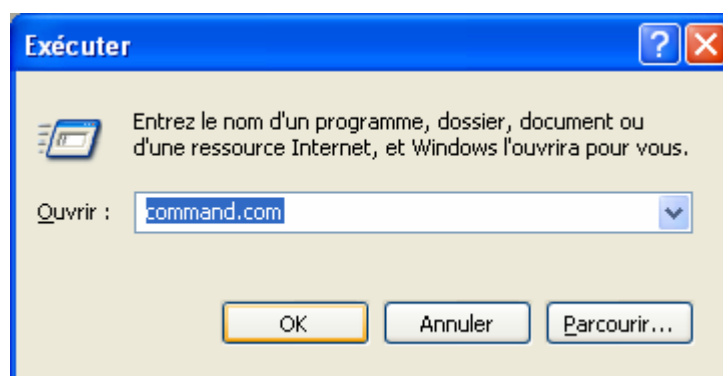 Exécuter
Entrez le nom d'un programme, dossier, document ou
d'une ressource Internet, et Windows l'ouvrira pour vous.
Ouvrir : command.com
OK Annuler Parcourir...